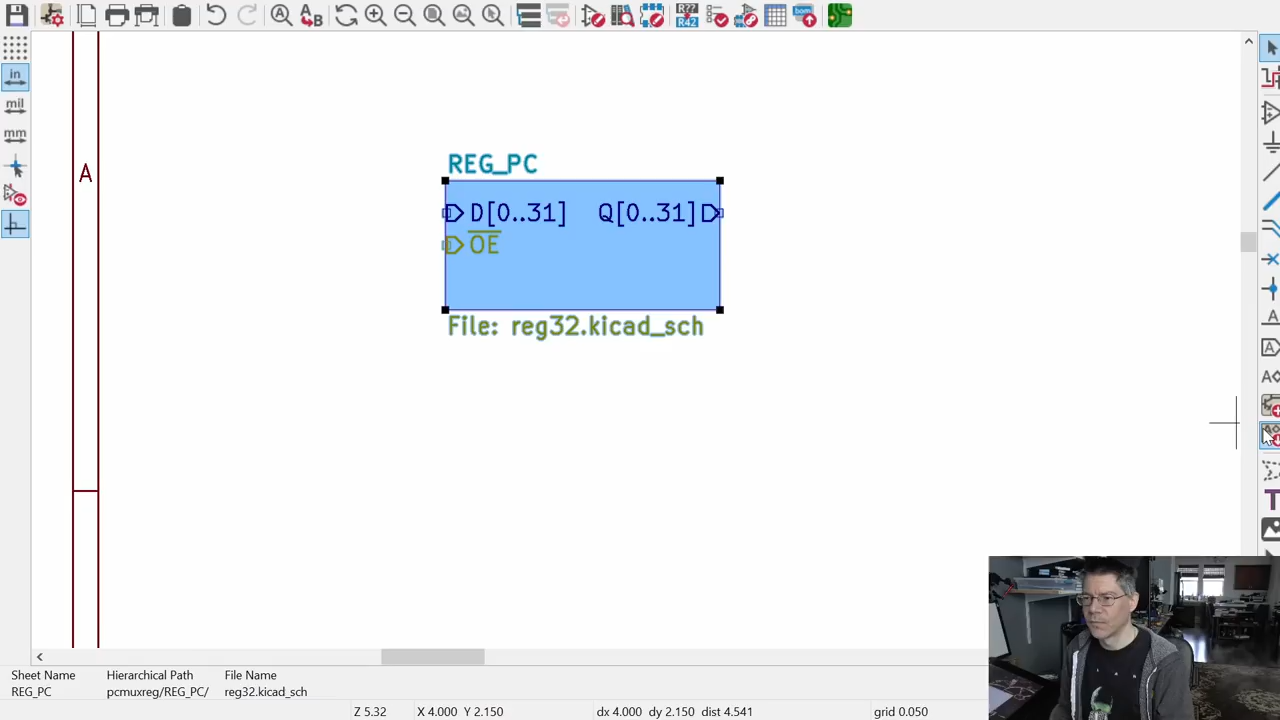 R??
R42
bom
in
mil
mm
A
REG_PC
D[0..31] Q[0..31]
OE
File: reg32.kicad_sch
A
A
A
T
Sheet Name Hierarchical Path File Name
REG_PC pcmuxreg/REG_PC/ reg32.kicad_sch
Z 5.32 X 4.000 Y 2.150 dx 4.000 dy 2.150 dist 4.541 grid 0.050